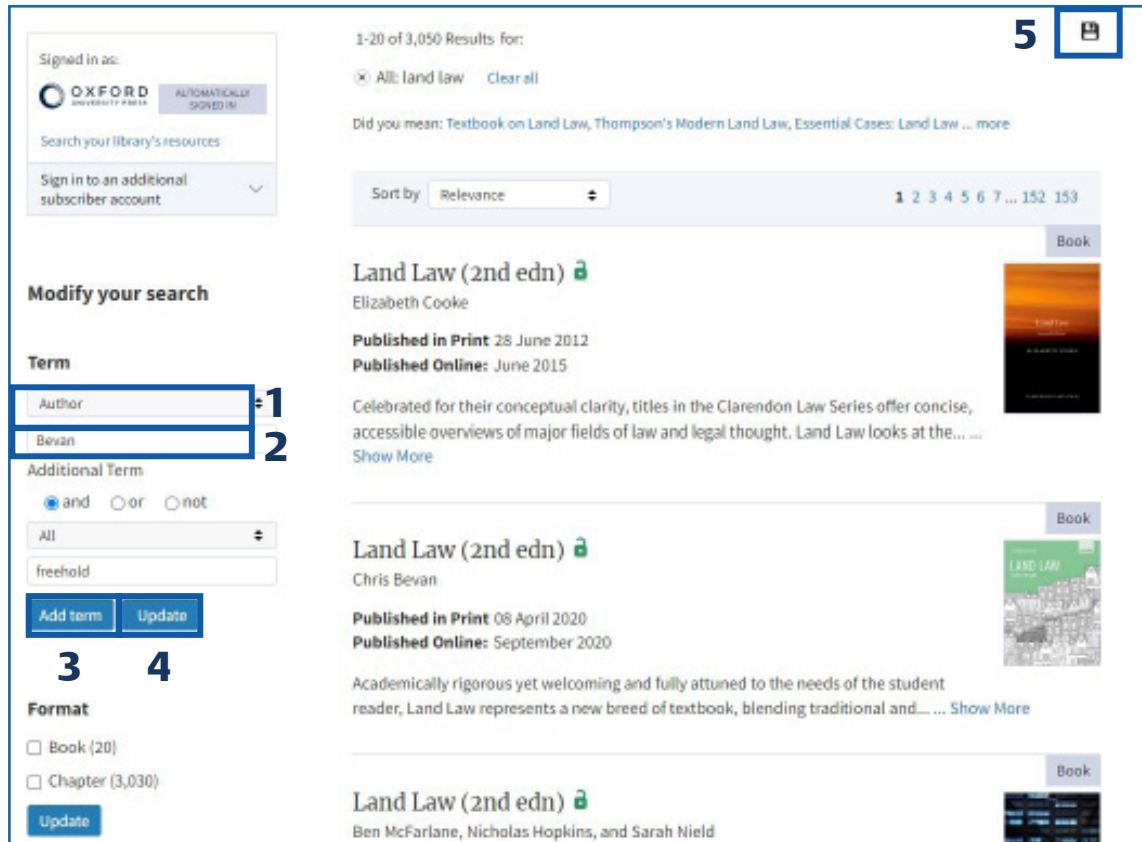 Signed in as:
OXFORD
UNIVERSITY PRESS
AUTOMATICALLY
SIGNED IN
Search your library's resources
Sign in to an additional
subscriber account
Modify your search
Term
Author
1
Bevan
2
Additional Term
and or not
All
freehold
Add term Update
3 4
Format
Book (20)
Chapter (3,030)
Update
1-20 of 3,050 Results for:
5
All: land law Clear all
Did you mean: Textbook on Land Law, Thompson's Modern Land Law, Essential Cases: Land Law ... more
Sort by Relevance
1 2 3 4 5 6 7 ... 152 153
Book
Land Law (2nd edn)
Elizabeth Cooke
Published in Print 28 June 2012
Published Online: June 2015
Celebrated for their conceptual clarity, titles in the Clarendon Law Series offer concise,
accessible overviews of major fields of law and legal thought. Land Law looks at the... ...
Show More
Land Law
Book
Land Law (2nd edn)
Chris Bevan
Published in Print 08 April 2020
Published Online: September 2020
Academically rigorous yet welcoming and fully attuned to the needs of the student
reader, Land Law represents a new breed of textbook, blending traditional and... ... Show More
LAND LAW
Book
Land Law (2nd edn)
Ben McFarlane, Nicholas Hopkins, and Sarah Nield